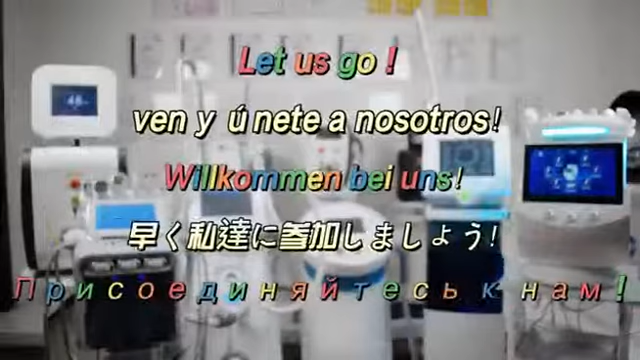 Let us go !
ven y ú nete a nosotros!
Willkommen bei uns!
早く私達に参加しましょう!
Присоединяйтесь к нам!